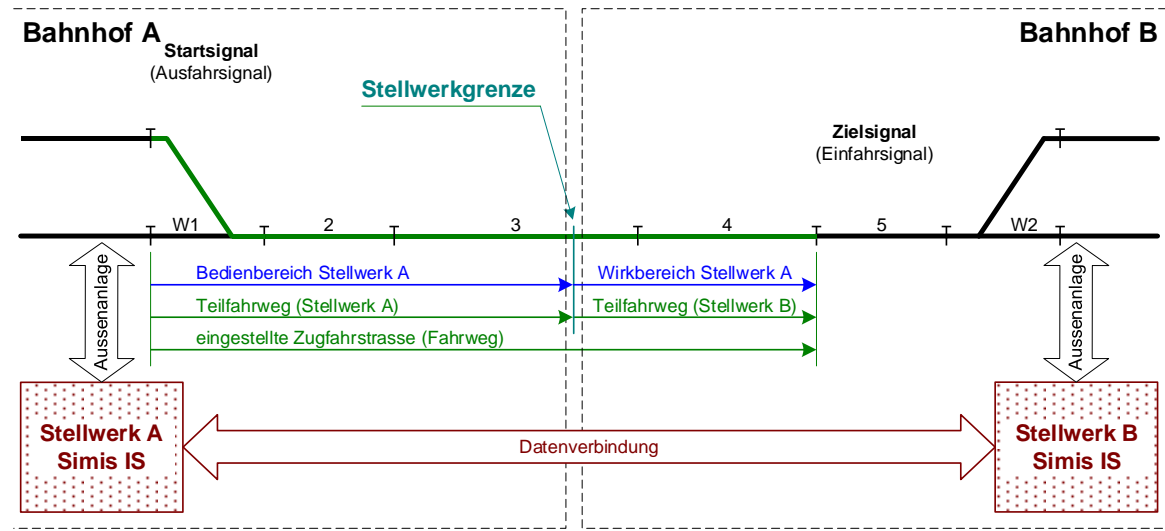 Bahnhof A
Bahnhof B
Startsignal
(Ausfahrsignal)
Stellwerkgrenze
Zielsignal
(Einfahrsignal)
W1
2
3
4
5
W2
Bedienbereich Stellwerk A
Wirkbereich Stellwerk A
Teilfahrweg (Stellwerk A)
Teilfahrweg (Stellwerk B)
eingestellte Zugfahrstrasse (Fahrweg)
Aussenanlage
Aussenanlage
Stellwerk A
Simis IS
Datenverbindung
Stellwerk B
Simis IS